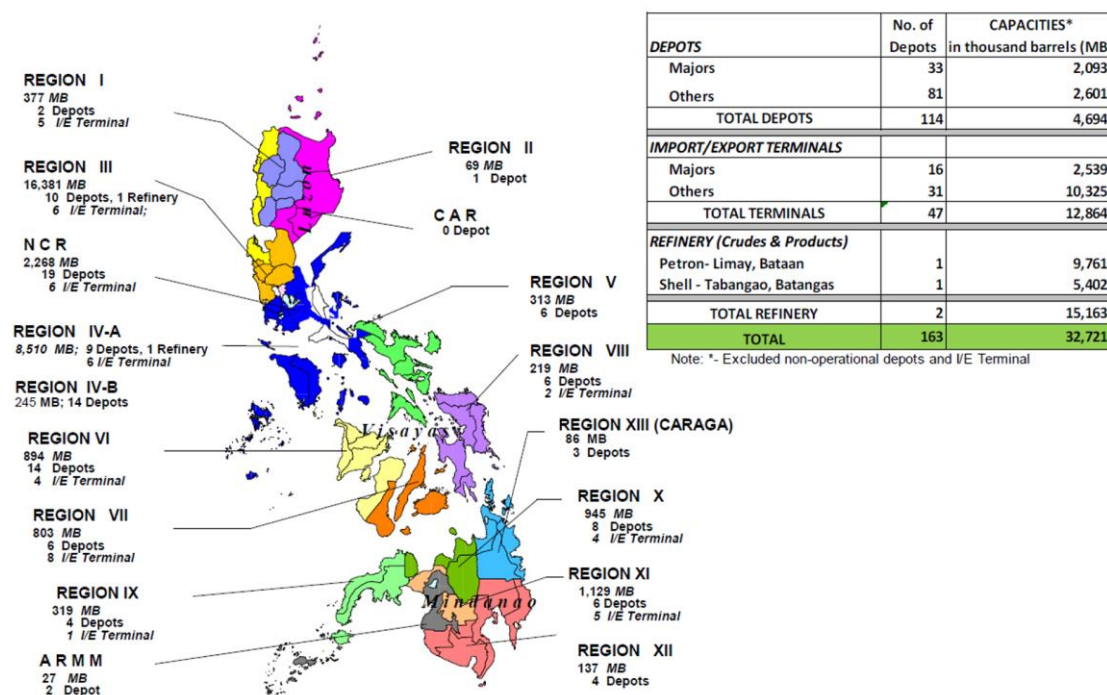 REGION I
377 MB
2 Depots
5 I/E Terminal
REGION III
16,381 MB
10 Depots, 1 Refinery
6 I/E Terminal;
N C R
2,268 MB
19 Depots
6 I/E Terminal
REGION IV-A
8,510 MB; 9 Depots, 1 Refinery
6 I/E Terminal
REGION IV-B
245 MB; 14 Depots
REGION VI
894 MB
14 Depots
4 I/E Terminal
REGION VII
803 MB
6 Depots
8 I/E Terminal
REGION IX
319 MB
4 Depots
1 I/E Terminal
A R M M
27 MB
2 Depot
REGION II
69 MB
1 Depot
C A R
0 Depot
REGION V
313 MB
6 Depots
REGION VIII
219 MB
6 Depots
2 I/E Terminal
REGION XIII (CARAGA)
86 MB
3 Depots
REGION X
945 MB
8 Depots
4 I/E Terminal
REGION XI
1,129 MB
6 Depots
5 I/E Terminal
REGION XII
137 MB
4 Depots
Visayas
Mindanao
DEPOTS No. of Depots CAPACITIES* in thousand barrels (MB
Majors 33 2,093
Others 81 2,601
TOTAL DEPOTS 114 4,694
IMPORT/EXPORT TERMINALS
Majors 16 2,539
Others 31 10,325
TOTAL TERMINALS 47 12,864
REFINERY (Crudes & Products)
Petron- Limay, Bataan 1 9,761
Shell - Tabangao, Batangas 1 5,402
TOTAL REFINERY 2 15,163
TOTAL 163 32,721
Note: *- Excluded non-operational depots and I/E Terminal